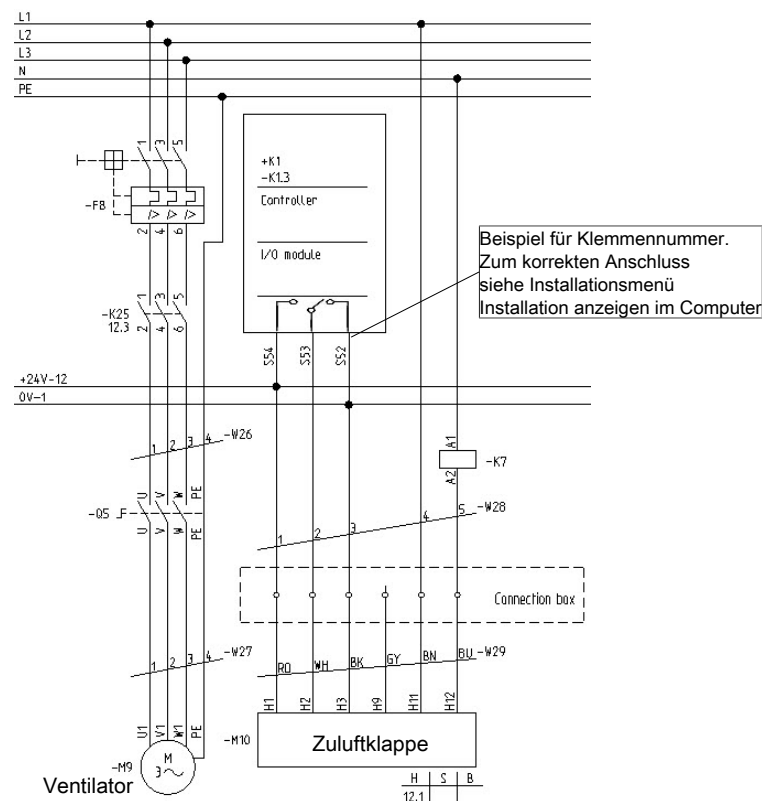 L1
L2
L3
N
PE
1 3 5
-F8
I> I> I>
2 4 6
+K1
-K1.3
Controller
I/O module
Beispiel für Klemmennummer.
Zum korrekten Anschluss
siehe Installationsmenü
Installation anzeigen im Computer
1 3 5
-K25
12.3
2 4 6
S54 S53 S52
+24V-12
0V-1
1 2 3 4 -W26
A1
-K7
A2
U V W PE
-Q5
U V W PE
1 2 3 4 5 -W28
Connection box
1 2 3 4 -W27
RD WH BK GY BN BU -W29
H1 H2 H3 H9 H11 H12
U1 V1 W1 PE
-M10 Zuluftklappe
-M9 M
3
Ventilator
H S B
12.1